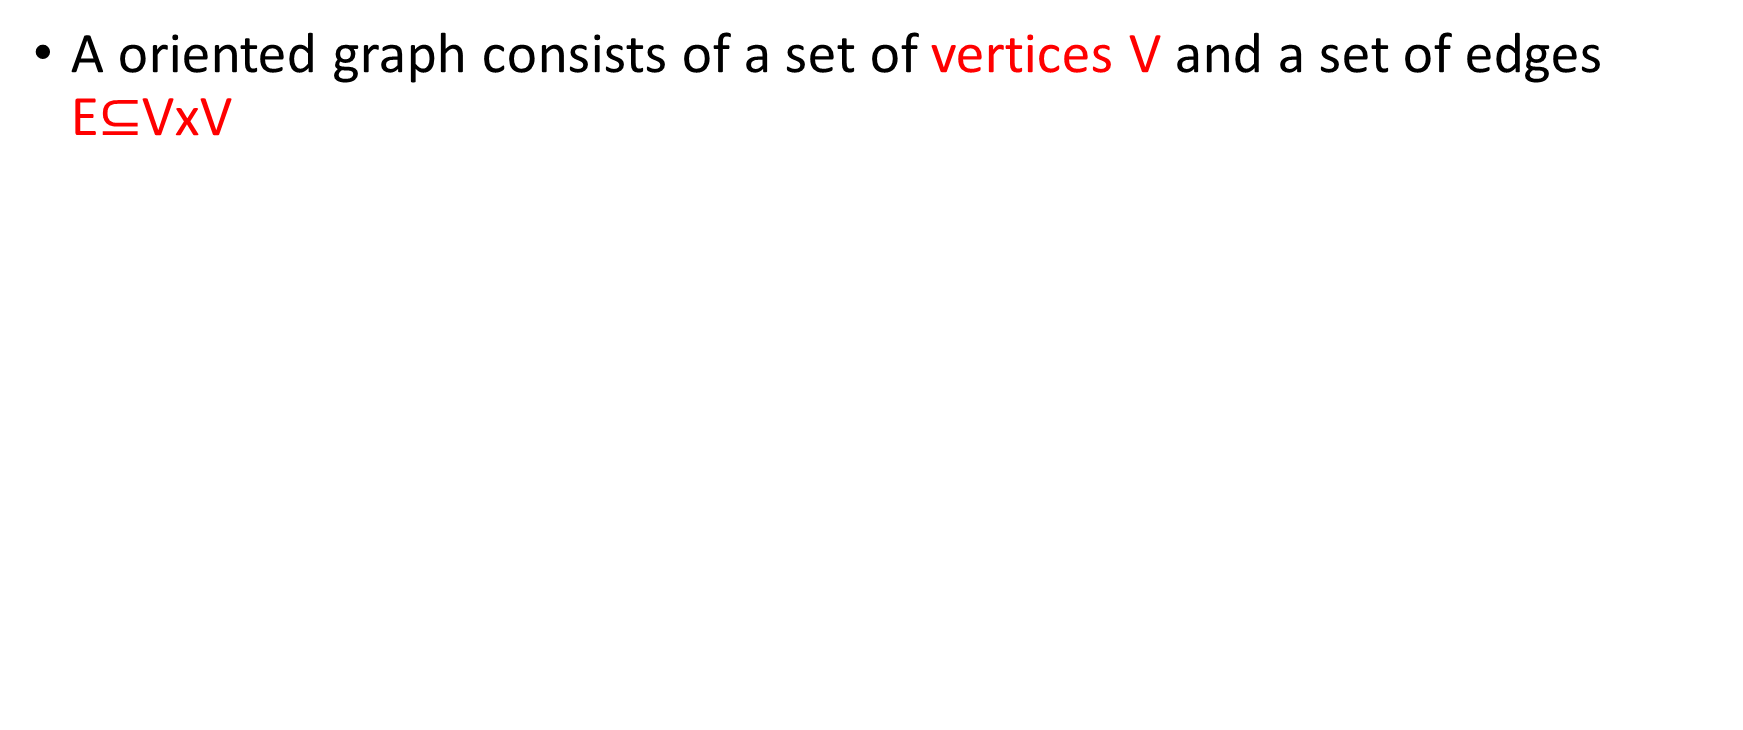 • A oriented graph consists of a set of vertices V and a set of edges
E⊆VxV